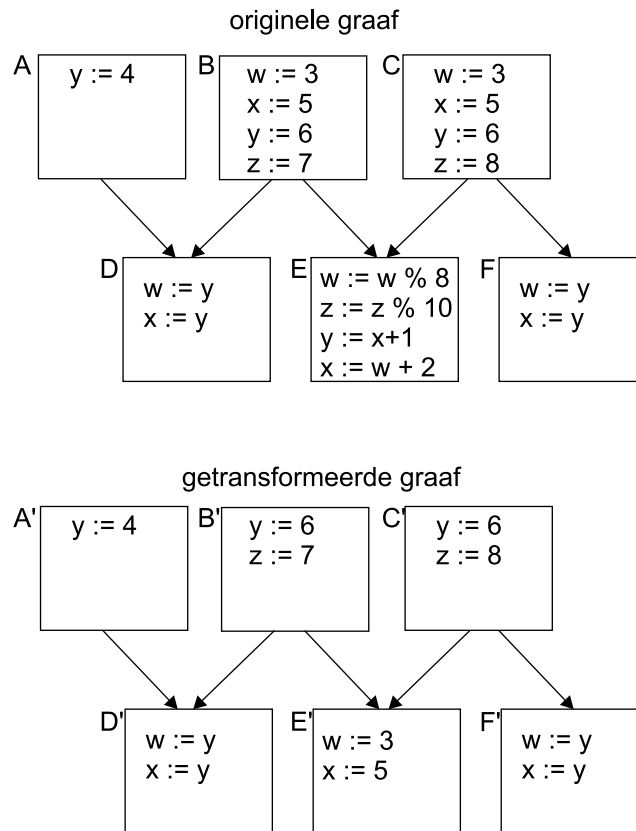 originele graaf
A
y := 4
B
w := 3
x := 5
y := 6
z := 7
C
w := 3
x := 5
y := 6
z := 8
D
w := y
x := y
E
w := w % 8
z := z % 10
y := x+1
x := w + 2
F
w := y
x := y
getransformeerde graaf
A'
y := 4
B'
y := 6
z := 7
C'
y := 6
z := 8
D'
w := y
x := y
E'
w := 3
x := 5
F'
w := y
x := y